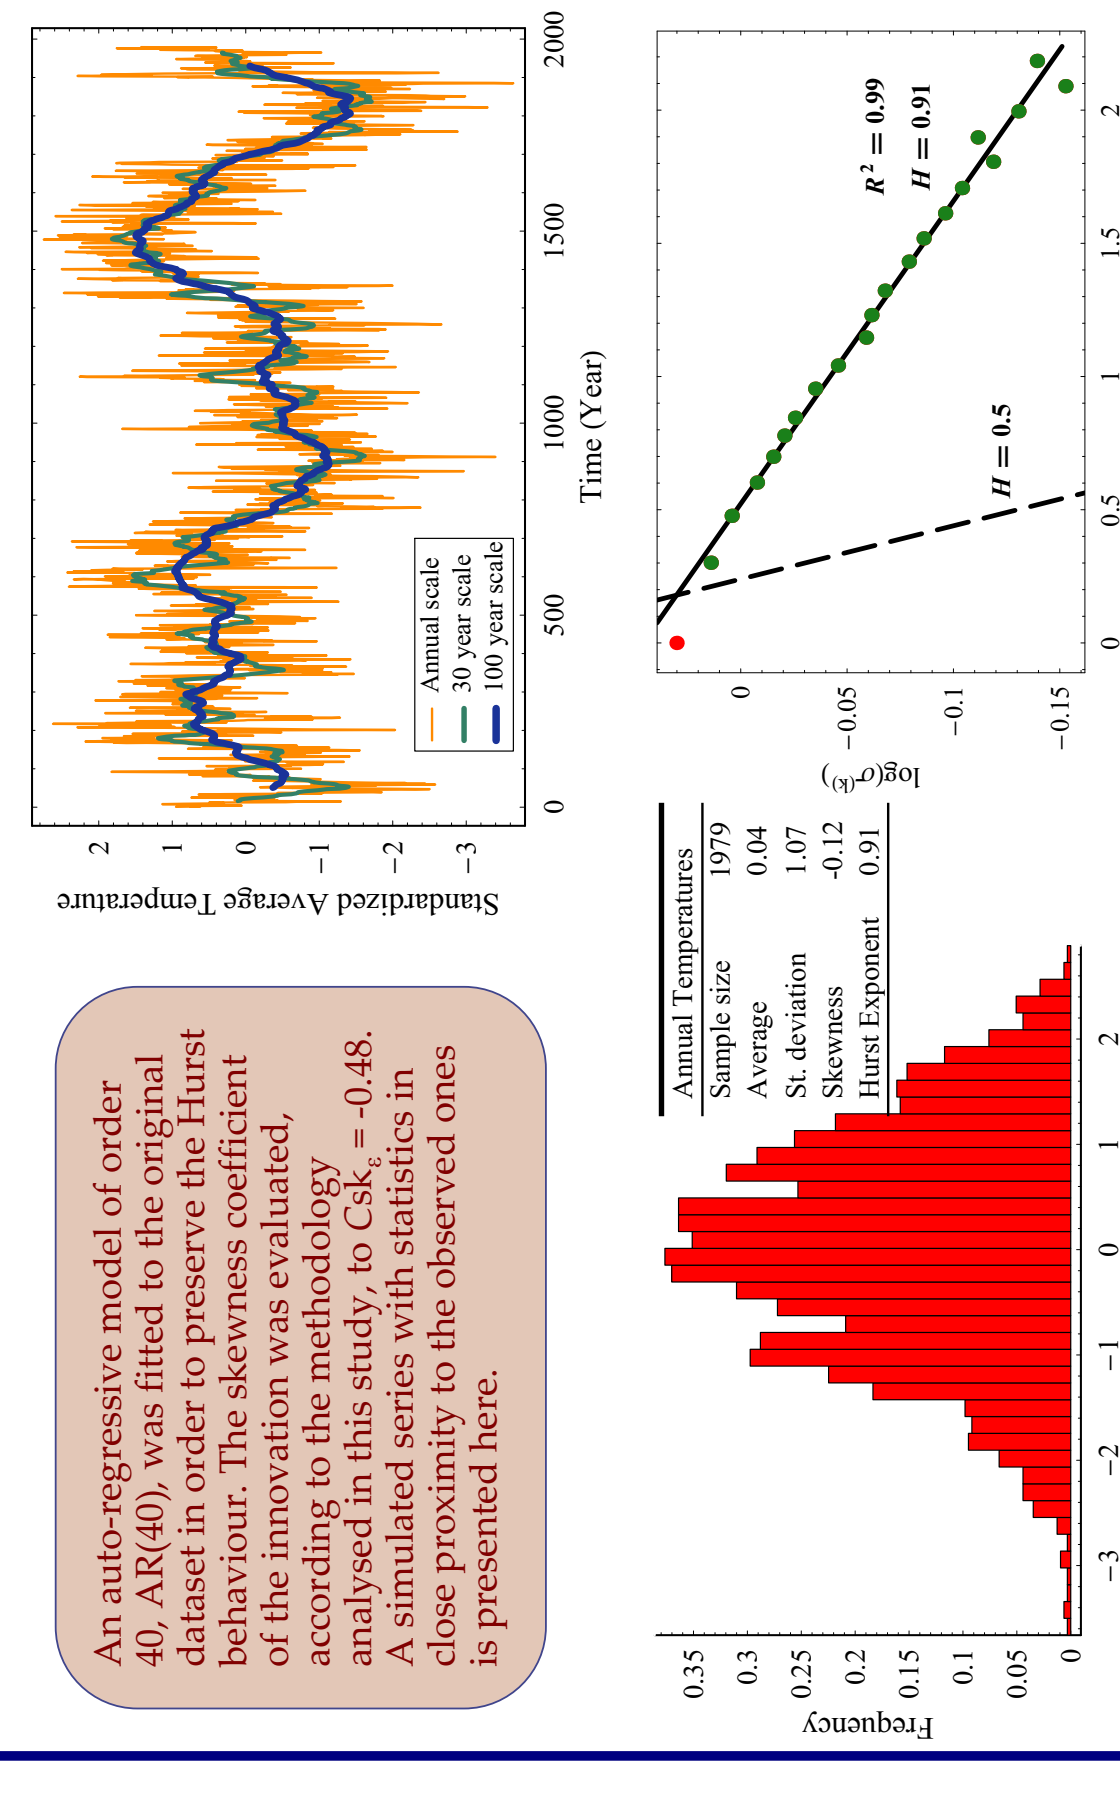 An auto-regressive model of order
40, AR(40), was fitted to the original
dataset in order to preserve the Hurst
behaviour. The skewness coefficient
of the innovation was evaluated,
according to the methodology
analysed in this study, to Cskε = -0.48.
A simulated series with statistics in
close proximity to the observed ones
is presented here.
Standardized Average Temperature
2
1
0
−1
−2
−3
Annual scale
30 year scale
100 year scale
0
500
1000
1500
2000
Time (Year)
Frequency
0.35
0.3
0.25
0.2
0.15
0.1
0.05
0
−3
−2
−1
0
1
2
Annual Temperatures
Sample size 1979
Average 0.04
St. deviation 1.07
Skewness -0.12
Hurst Exponent 0.91
log(σ(k))
0
−0.05
−0.1
−0.15
R2 = 0.99
H = 0.91
H = 0.5
0
0.5
1
1.5
2